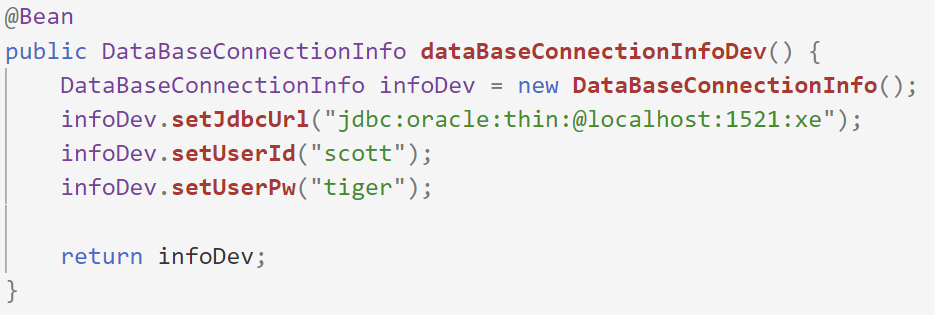 @Bean
public DataBaseConnectionInfo dataBaseConnectionInfoDev() {
    DataBaseConnectionInfo infoDev = new DataBaseConnectionInfo();
    infoDev.setJdbcUrl("jdbc:oracle:thin:@localhost:1521:xe");
    infoDev.setUserId("scott");
    infoDev.setUserPw("tiger");

    return infoDev;
}